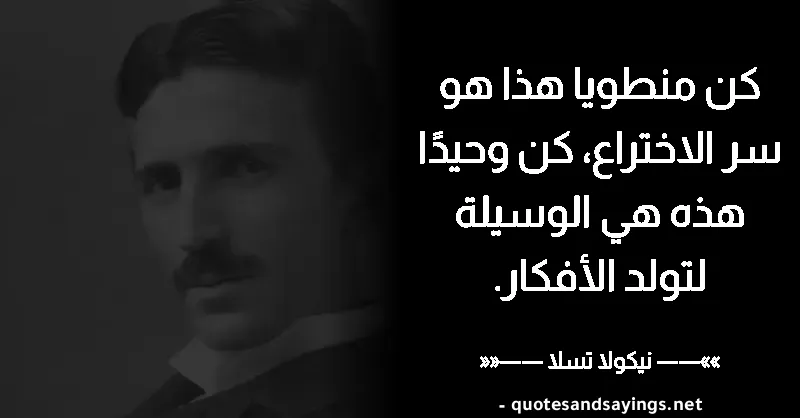 كن منطويا هذا هو
سر الاختراع، كن وحيدًا
هذه هي الوسيلة
لتولد الأفكار.
»»——— نيكولا تسلا ———««
- quotesandsayings.net